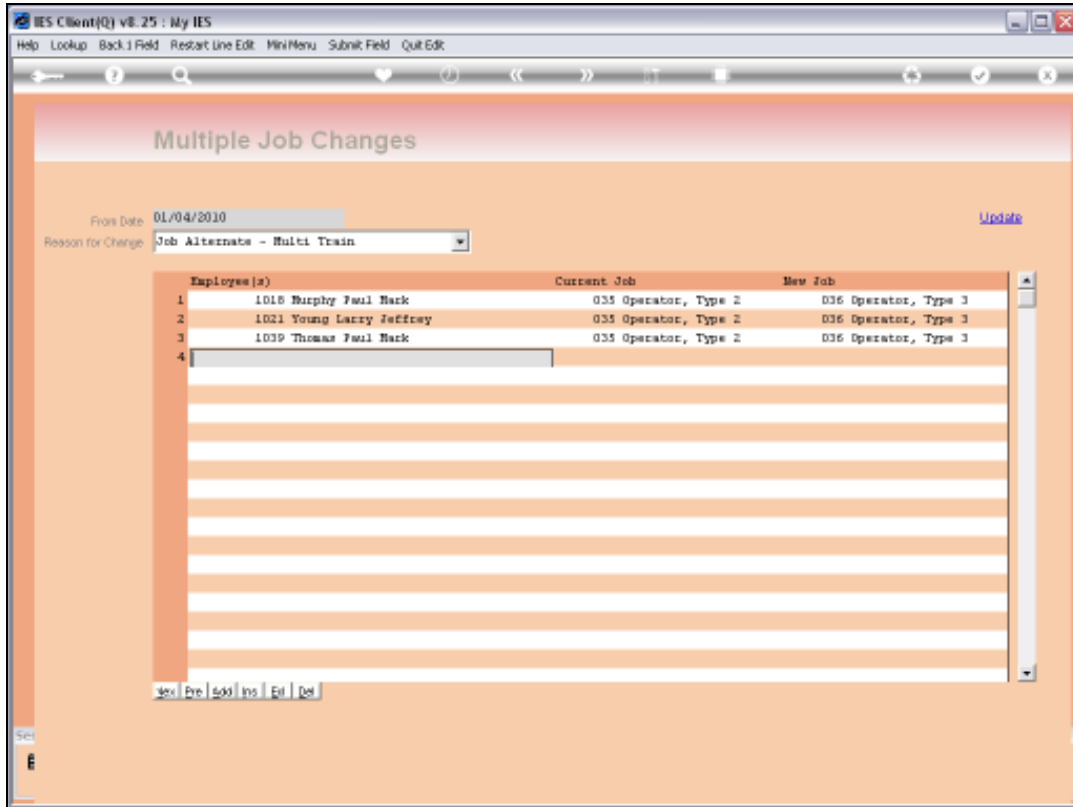 IES Client(Q) v8.25 : My IES
Help Lookup Back 1 Field Restart Line Edit MiniMenu Submit Field Quit Edit
Multiple Job Changes
From Date 01/04/2010 Update
Reason for Change Job Alternate - Multi Train
Employee(s) Current Job New Job
1 1018 Murphy Paul Mark 035 Operator, Type 2 036 Operator, Type 3
2 1021 Young Larry Jeffrey 035 Operator, Type 2 036 Operator, Type 3
3 1039 Thomas Paul Mark 035 Operator, Type 2 036 Operator, Type 3
4
Nex Pre Add Ins Del
Ses